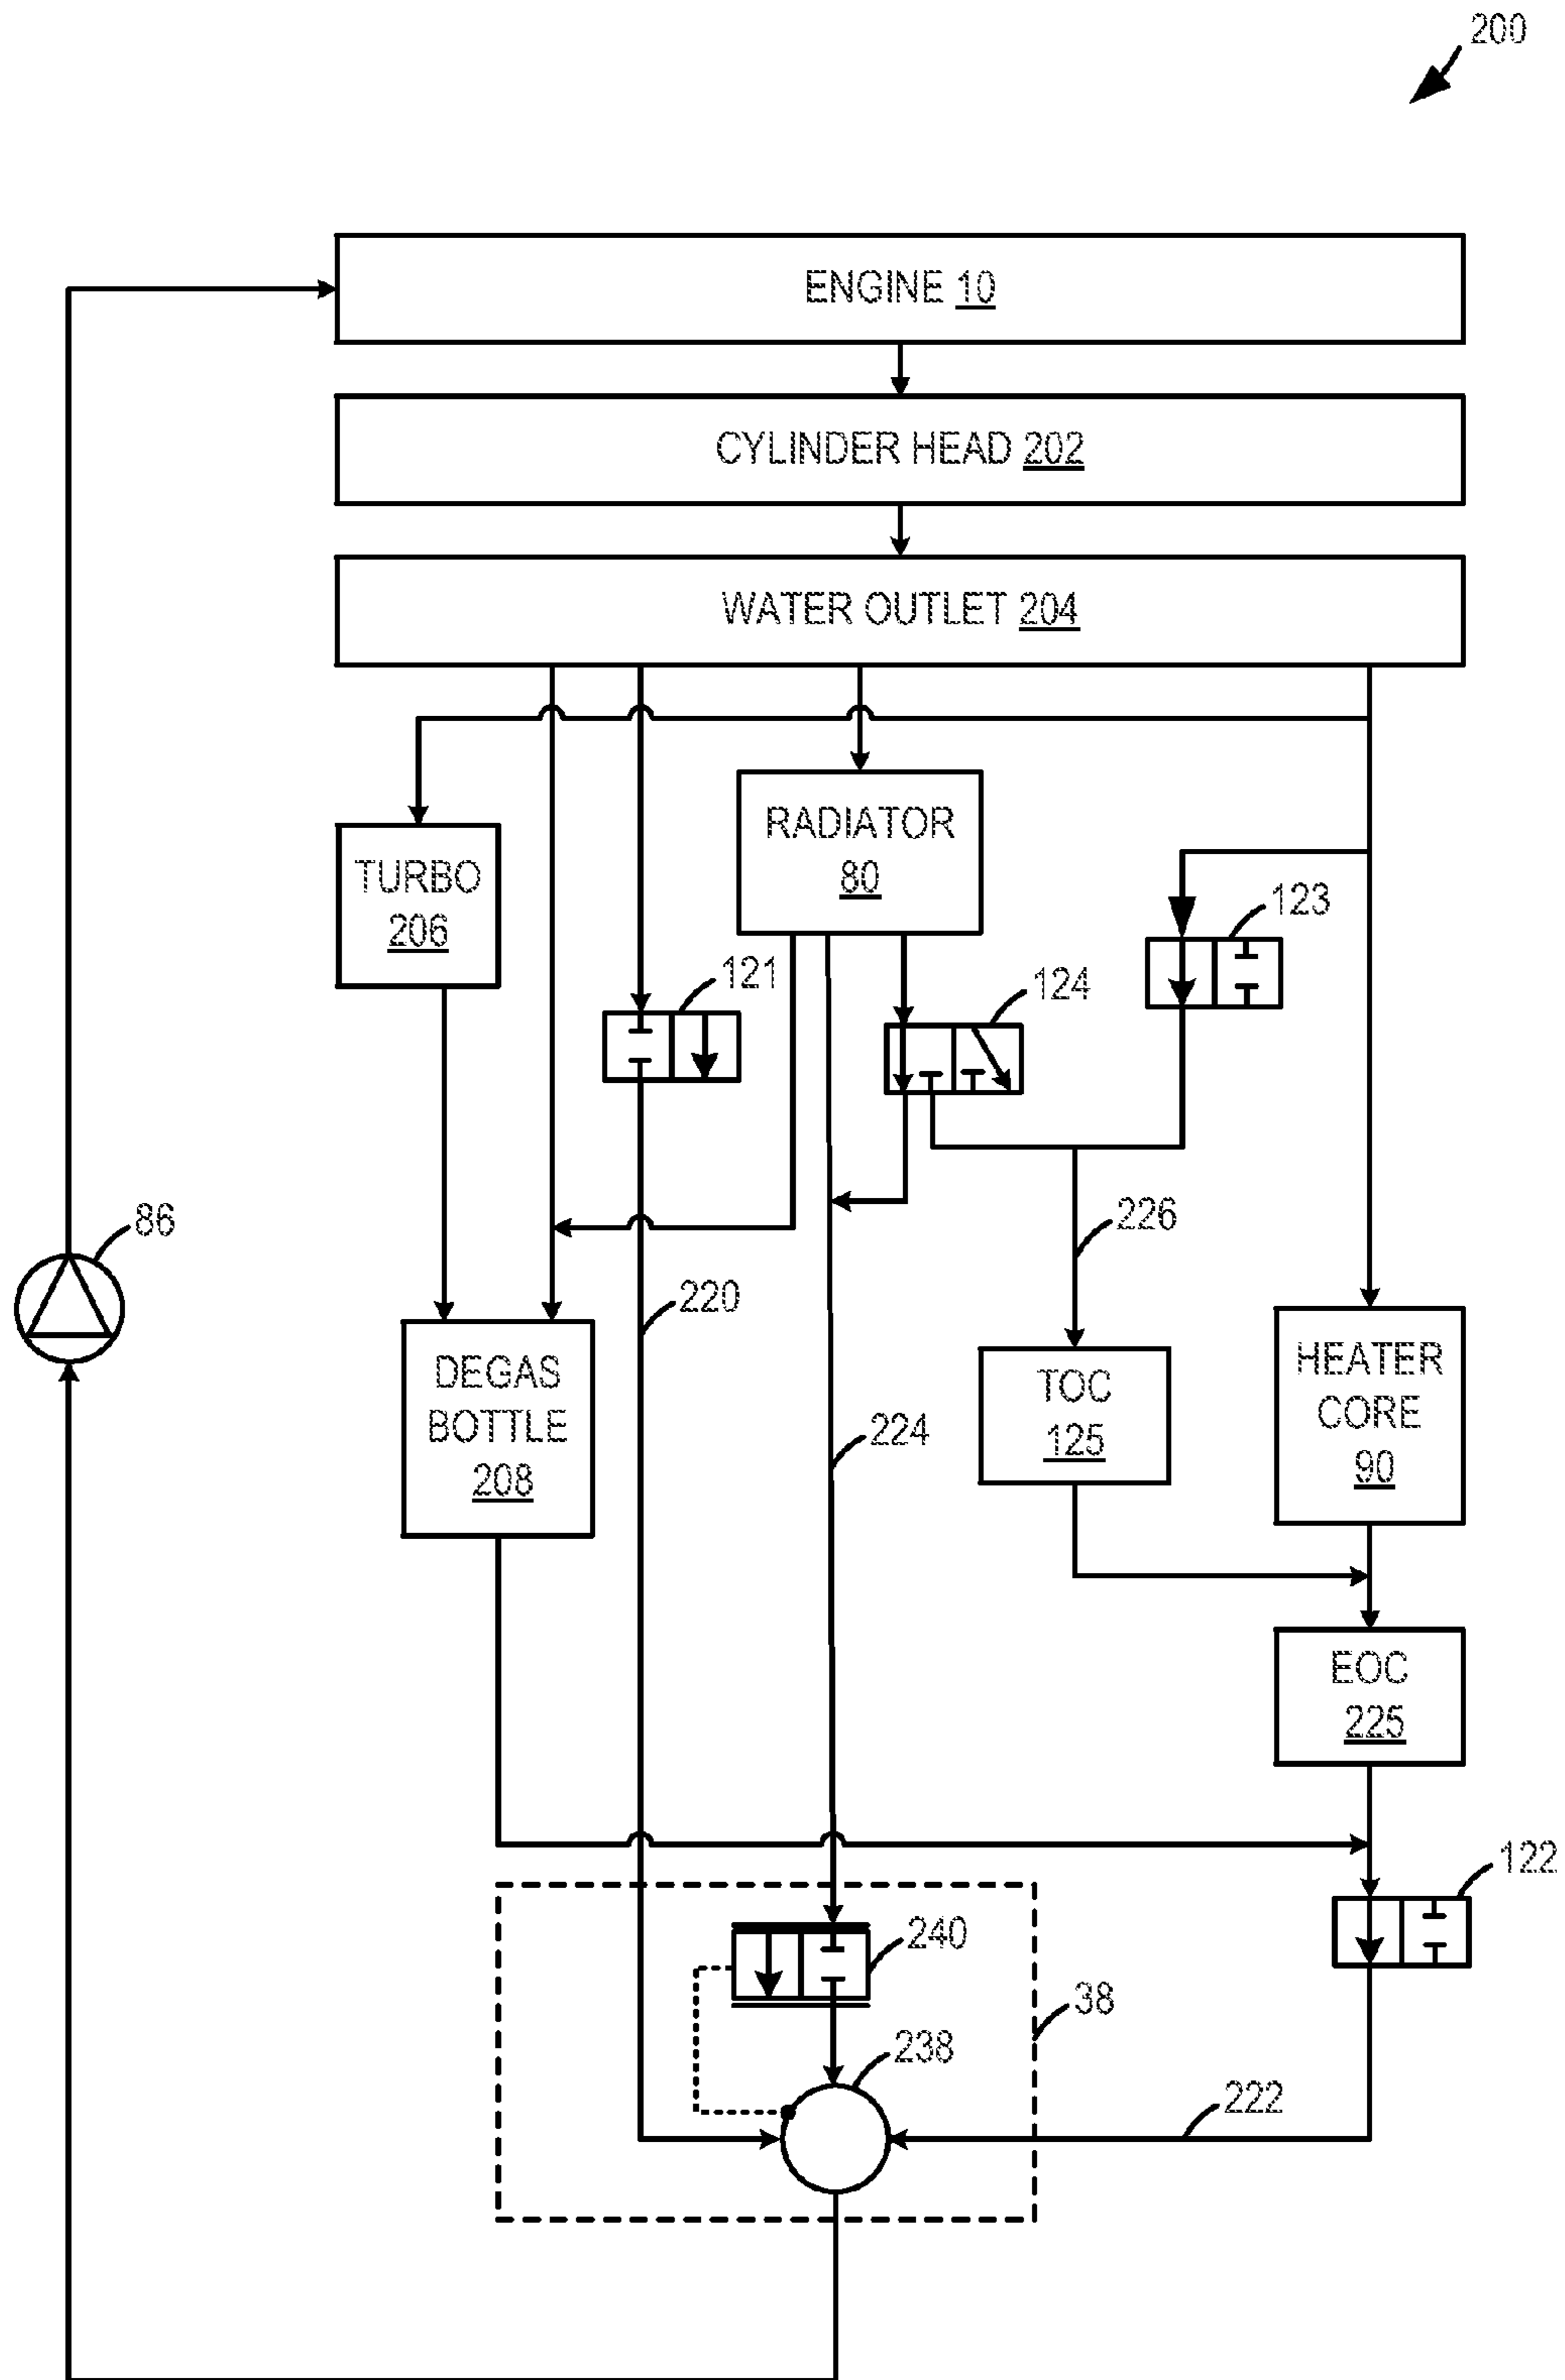 200
ENGINE 10
CYLINDER HEAD 202
WATER OUTLET 204
RADIATOR
80
TURBO
206
123
121
124
86
226
220
DEGAS
BOTTLE
208
TOC
125
HEATER
CORE
90
224
EOC
225
122
240
38
238
222